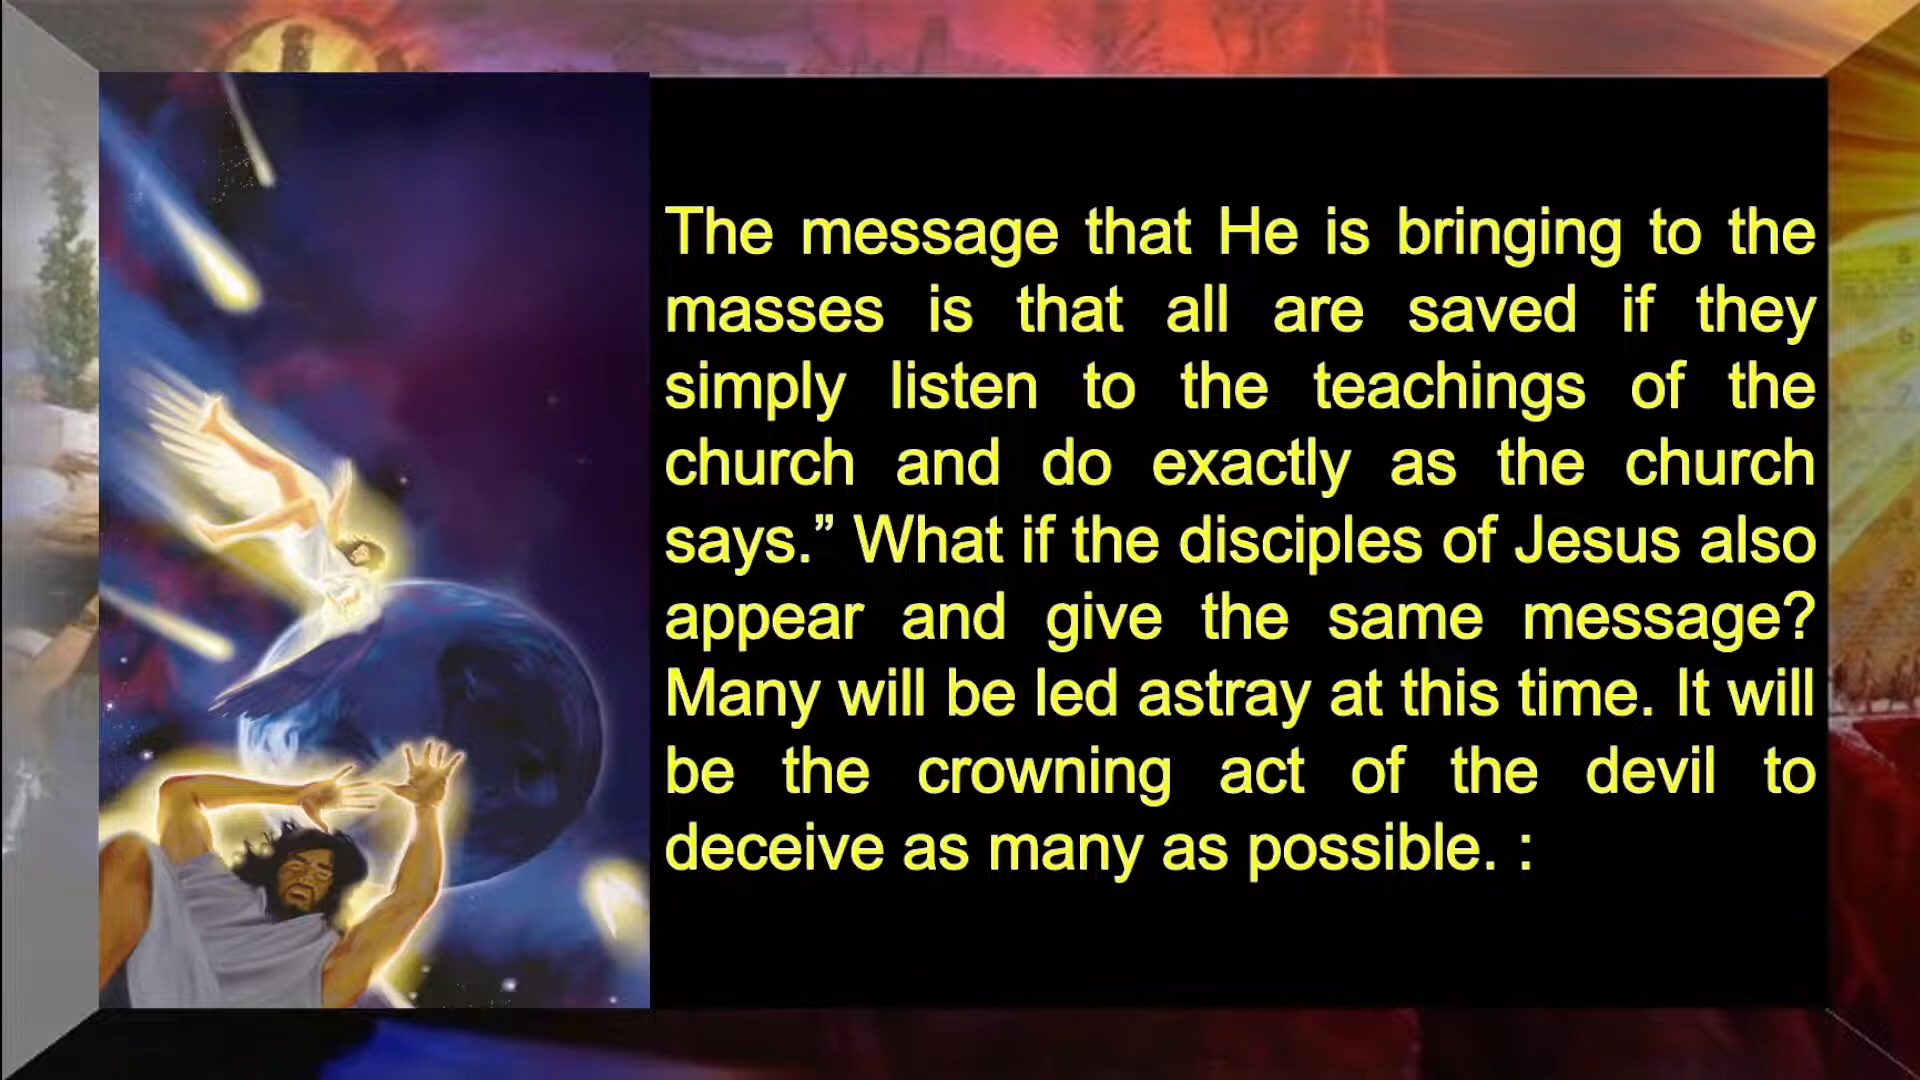 The message that He is bringing to the
masses is that all are saved if they
simply listen to the teachings of the
church and do exactly as the church
says.” What if the disciples of Jesus also
appear and give the same message?
Many will be led astray at this time. It will
be the crowning act of the devil to
deceive as many as possible. :